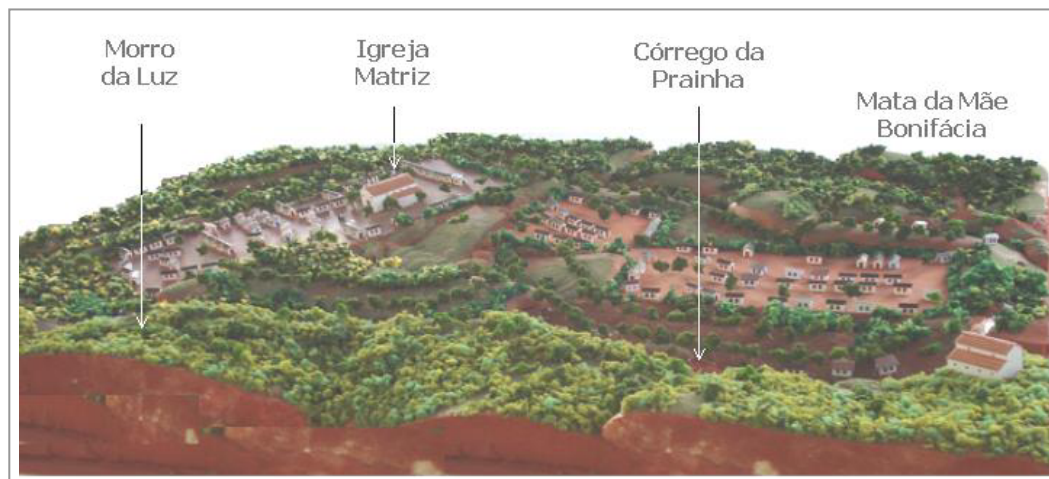 Morro
da Luz
Igreja
Matriz
Córrego da
Prainha
Mata da Mãe
Bonifácia